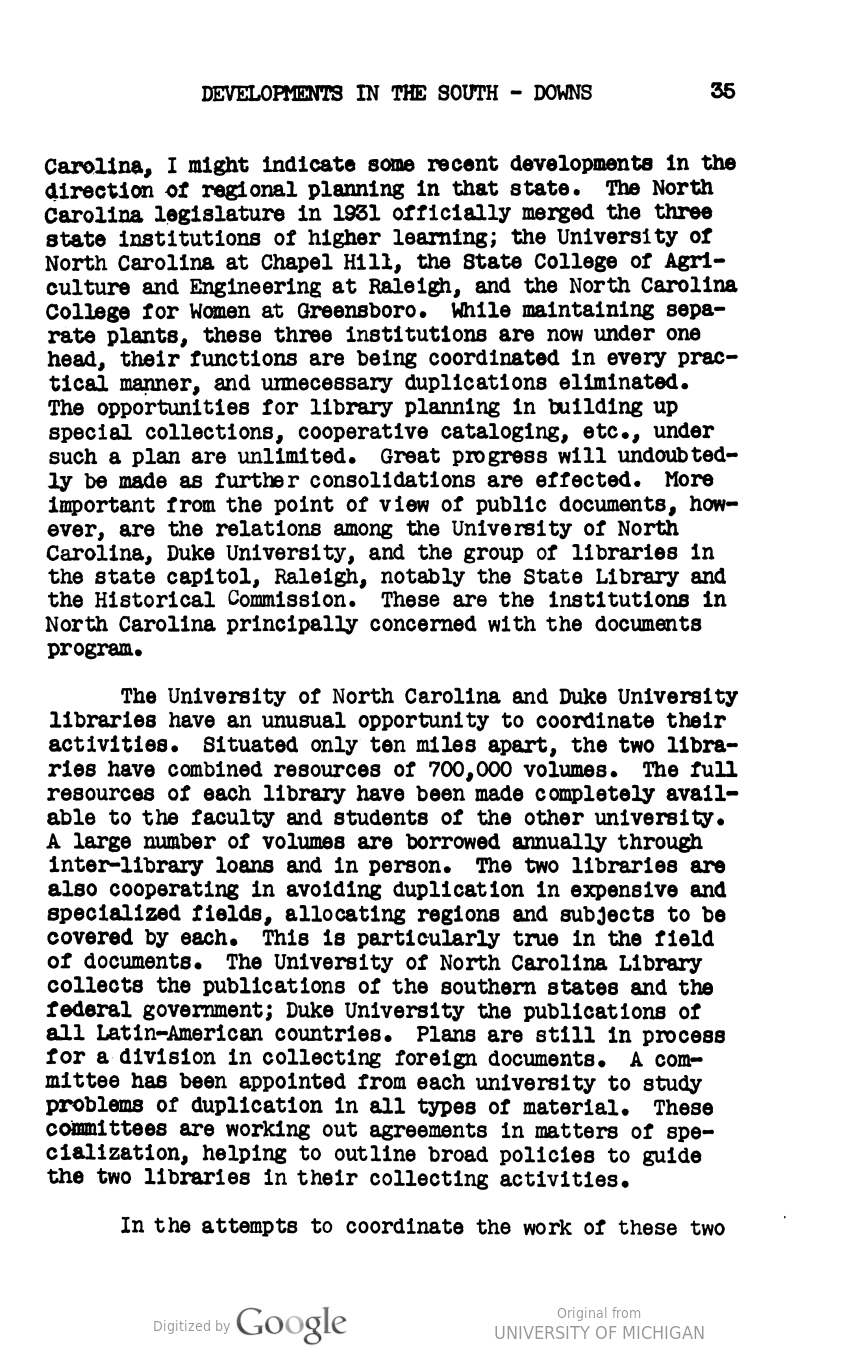 DEVELOPMENTS IN THE SOUTH - DOWNS 35
Carolina, I might indicate some recent developments in the
direction of regional planning in that state. The North
Carolina legislature in 1931 officially merged the three
state institutions of higher learning; the University of
North Carolina at Chapel Hill, the State College of Agri-
culture and Engineering at Raleigh, and the North Carolina
College for Women at Greensboro. While maintaining sepa-
rate plants, these three institutions are now under one
head, their functions are being coordinated in every prac-
tical manner, and unnecessary duplications eliminated.
The opportunities for library planning in building up
special collections, cooperative cataloging, etc., under
such a plan are unlimited. Great progress will undoubted-
ly be made as further consolidations are effected. More
important from the point of view of public documents, how-
ever, are the relations among the University of North
Carolina, Duke University, and the group of libraries in
the state capitol, Raleigh, notably the State Library and
the Historical Commission. These are the institutions in
North Carolina principally concerned with the documents
program.
The University of North Carolina and Duke University
libraries have an unusual opportunity to coordinate their
activities. Situated only ten miles apart, the two libra-
ries have combined resources of 700,000 volumes. The full
resources of each library have been made completely avail-
able to the faculty and students of the other university.
A large number of volumes are borrowed annually through
inter-library loans and in person. The two libraries are
also cooperating in avoiding duplication in expensive and
specialized fields, allocating regions and subjects to be
covered by each. This is particularly true in the field
of documents. The University of North Carolina Library
collects the publications of the southern states and the
federal government; Duke University the publications of
all Latin-American countries. Plans are still in process
for a division in collecting foreign documents. A com-
mittee has been appointed from each university to study
problems of duplication in all types of material. These
committees are working out agreements in matters of spe-
cialization, helping to outline broad policies to guide
the two libraries in their collecting activities.
In the attempts to coordinate the work of these two
Digitized by Google
Original from
UNIVERSITY OF MICHIGAN